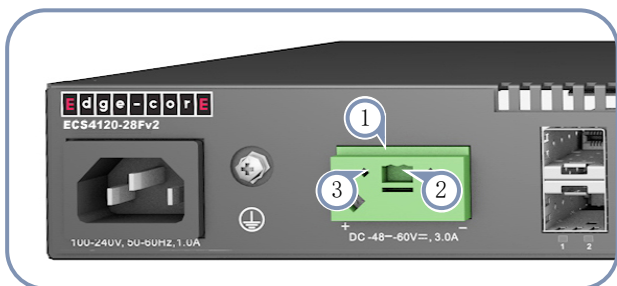 Edge-corE
ECS4120-28Fv2
1
3
2
100-240V, 50-60Hz, 1.0A
+
−
DC -48–-60V⎓, 3.0A
1 2